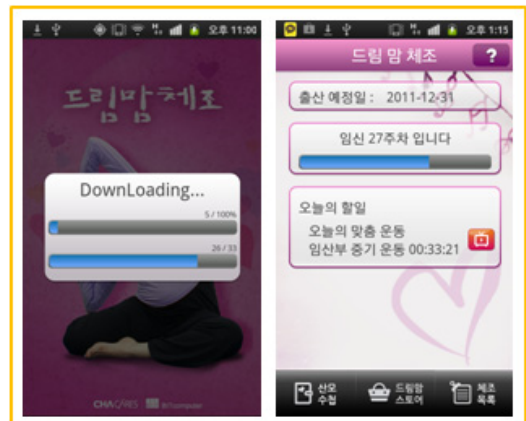 오후 11:00
드림맘체조
DownLoading...
5 / 100%
26 / 33
CHA CARES
오후 1:15
드림 맘 체조
?
출산 예정일 : 2011-12-31
임신 27주차 입니다
오늘의 할일
오늘의 맞춤 운동
임산부 중기 운동 00:33:21
산모
수첩
드림맘
스토어
체조
목록